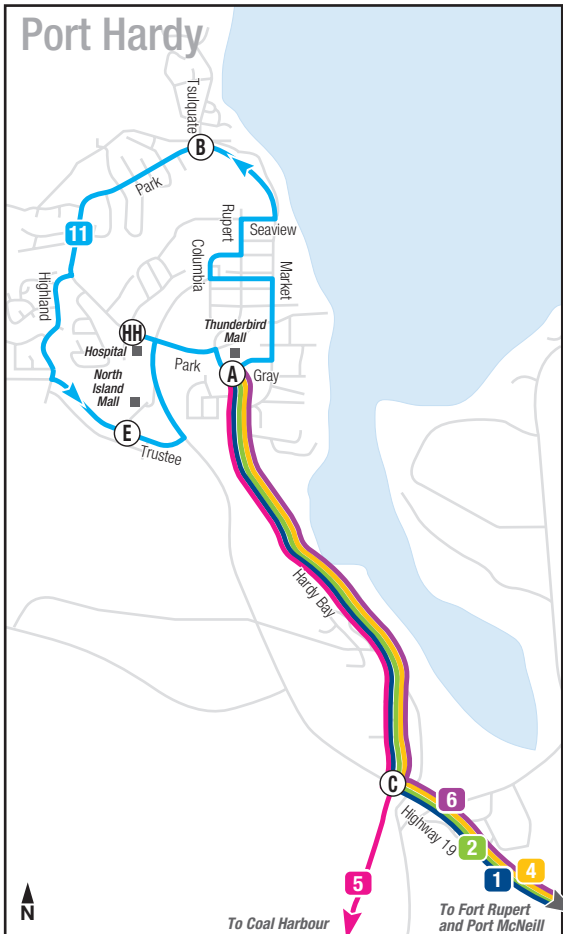 Port Hardy
Tsulquate
B
Park
11
Rupert
Seaview
Columbia
Highland
Market
HH
Thunderbird
Mall
Hospital
Park
A
Gray
North
Island
Mall
E
Trustee
Hardy Bay
C
6
Highway 19
2
1
4
5
N
To Coal Harbour
To Fort Rupert
and Port McNeill